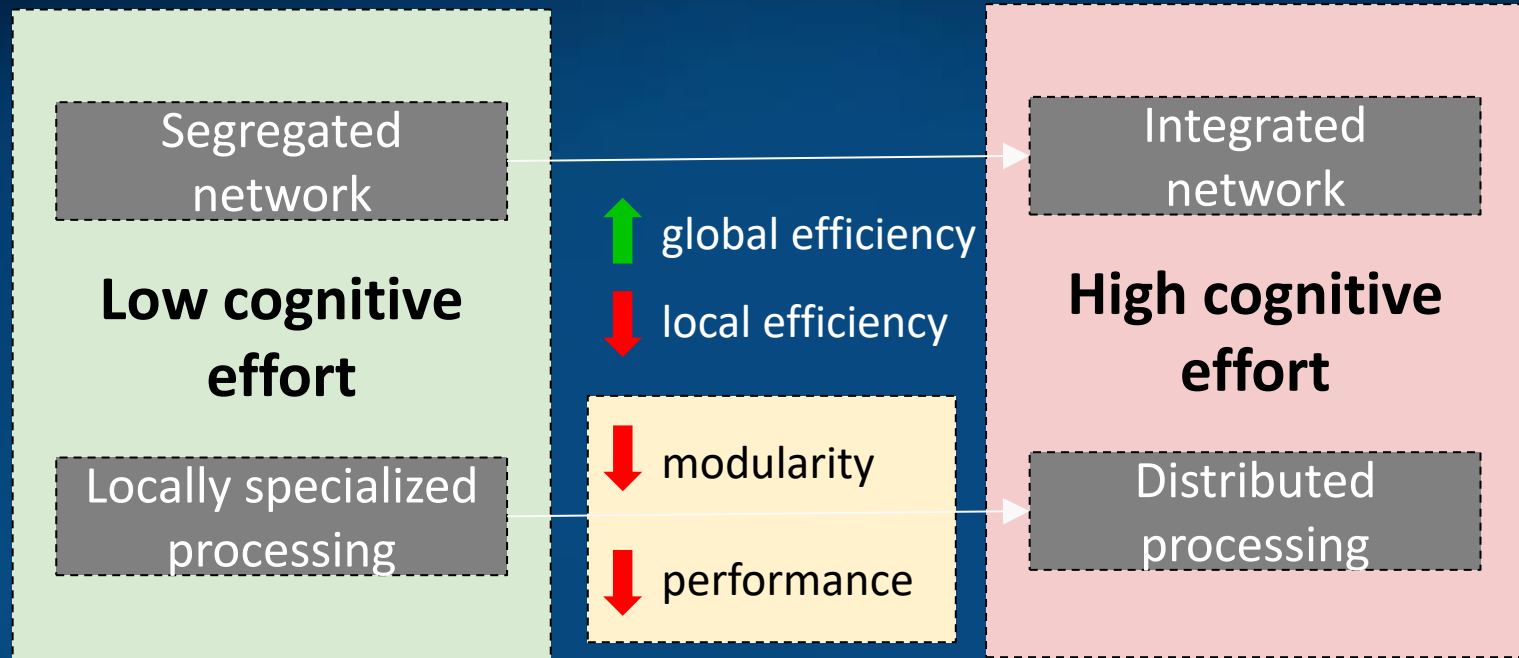 Segregated
network
Low cognitive
effort
Locally specialized
processing
global efficiency
local efficiency
modularity
performance
Integrated
network
High cognitive
effort
Distributed
processing